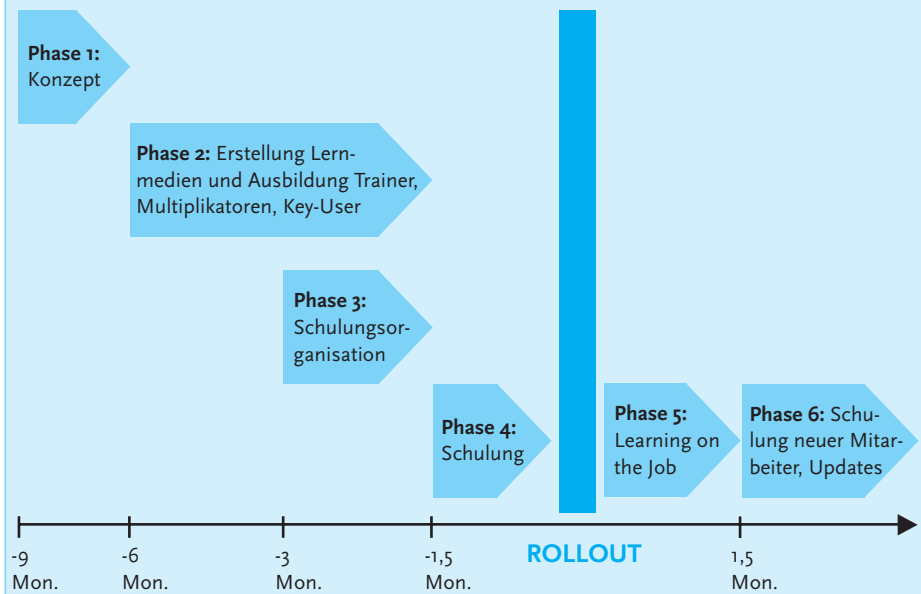 Phase 1:
Konzept
Phase 2: Erstellung Lern-
medien und Ausbildung Trainer,
Multiplikatoren, Key-User
Phase 3:
Schulungsor-
ganisation
Phase 4:
Schulung
Phase 5:
Learning on
the Job
Phase 6: Schu-
lung neuer Mitar-
beiter, Updates
-9
Mon.
-6
Mon.
-3
Mon.
-1,5
Mon.
ROLLOUT
1,5
Mon.